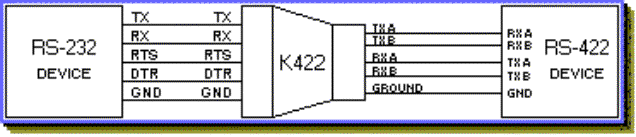 RS-232
DEVICE
TX TX
RX RX
RTS RTS
DTR DTR
GND GND
K422
TXA RXA
TXB RXB
RXA TXA
RXB TXB
GROUND GND
RS-422
DEVICE